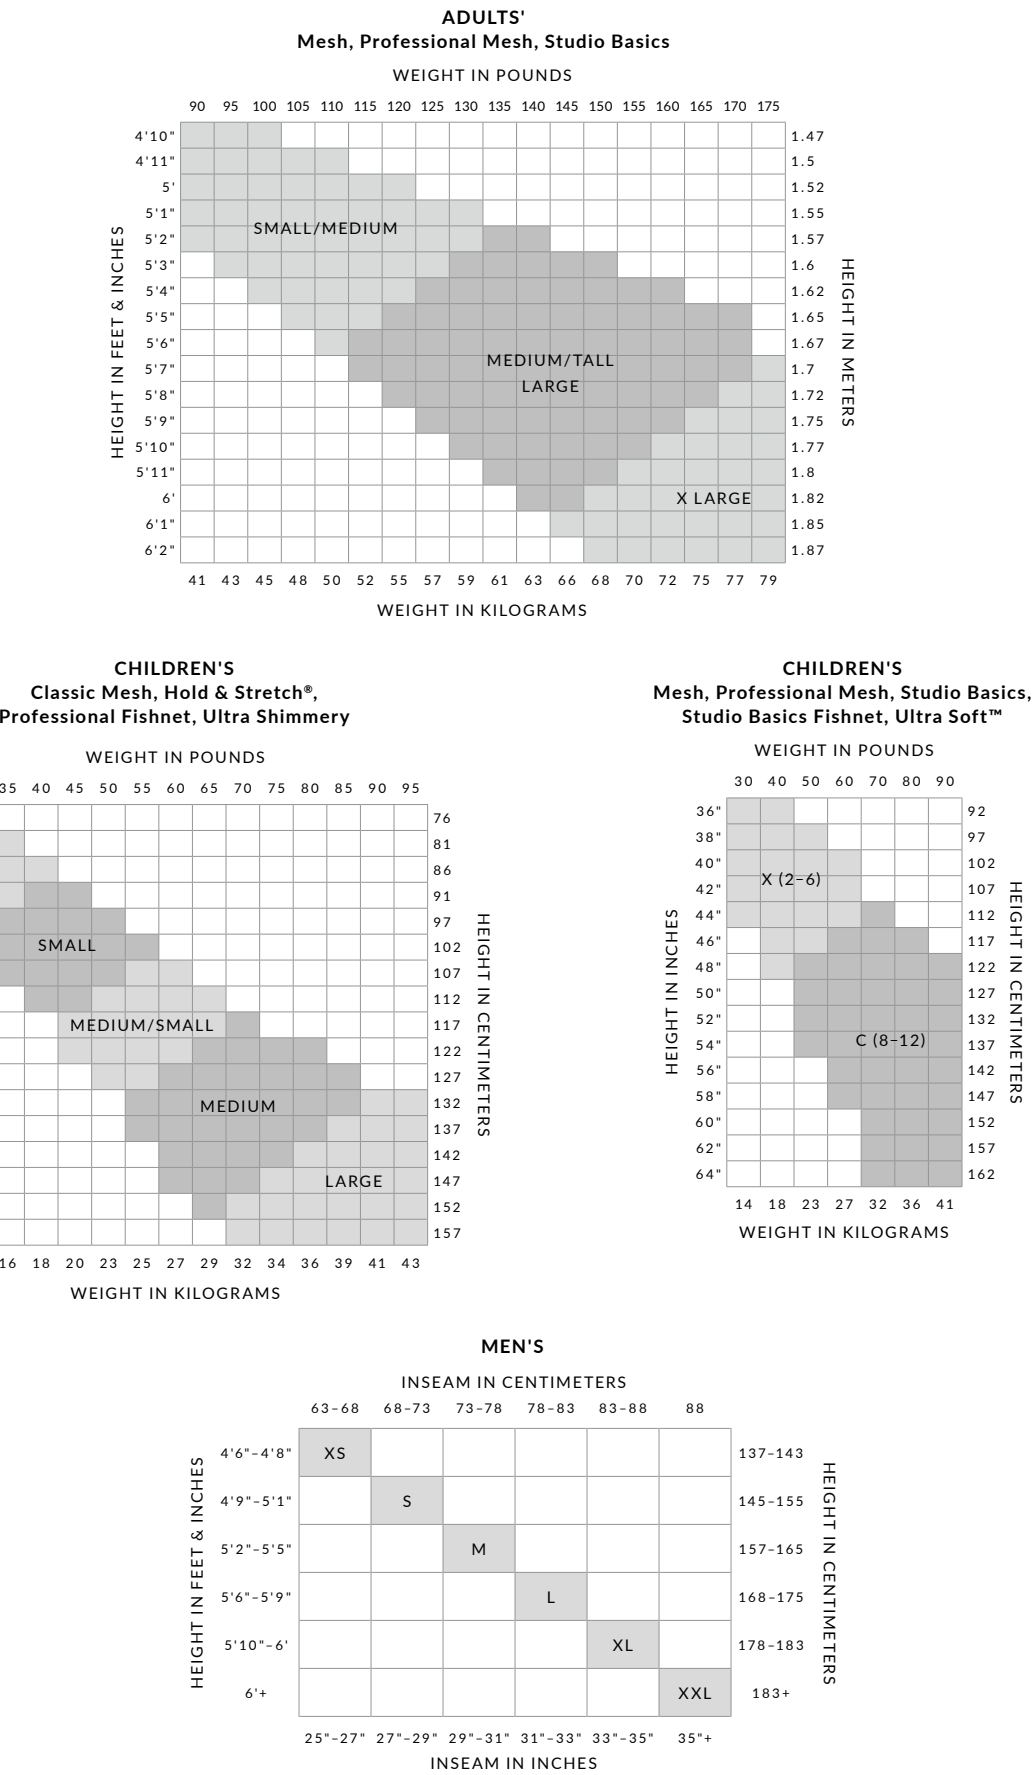 ADULTS'
Mesh, Professional Mesh, Studio Basics
WEIGHT IN POUNDS
90 95 100 105 110 115 120 125 130 135 140 145 150 155 160 165 170 175
HEIGHT IN FEET & INCHES
4'10" 1.47
4'11" 1.5
5' 1.52
5'1" 1.55
SMALL/MEDIUM
5'2" 1.57
5'3" 1.6
5'4" 1.62
5'5" 1.65
5'6" 1.67
MEDIUM/TALL
5'7" 1.7
LARGE
5'8" 1.72
5'9" 1.75
5'10" 1.77
5'11" 1.8
6' X LARGE 1.82
6'1" 1.85
6'2" 1.87
HEIGHT IN METERS
41 43 45 48 50 52 55 57 59 61 63 66 68 70 72 75 77 79
WEIGHT IN KILOGRAMS
CHILDREN'S
Classic Mesh, Hold & Stretch®,
Professional Fishnet, Ultra Shimmery
WEIGHT IN POUNDS
35 40 45 50 55 60 65 70 75 80 85 90 95
76
81
86
91
97
SMALL 102
107
112
MEDIUM/SMALL 117
122
127
MEDIUM 132
137
142
LARGE 147
152
157
HEIGHT IN CENTIMETERS
16 18 20 23 25 27 29 32 34 36 39 41 43
WEIGHT IN KILOGRAMS
CHILDREN'S
Mesh, Professional Mesh, Studio Basics,
Studio Basics Fishnet, Ultra Soft™
WEIGHT IN POUNDS
30 40 50 60 70 80 90
HEIGHT IN INCHES
36" 92
38" 97
40" 102
X (2–6)
42" 107
44" 112
46" 117
48" 122
50" 127
52" 132
C (8–12)
54" 137
56" 142
58" 147
60" 152
62" 157
64" 162
HEIGHT IN CENTIMETERS
14 18 23 27 32 36 41
WEIGHT IN KILOGRAMS
MEN'S
INSEAM IN CENTIMETERS
63–68 68–73 73–78 78–83 83–88 88
HEIGHT IN FEET & INCHES
4'6"–4'8" XS 137–143
4'9"–5'1" S 145–155
5'2"–5'5" M 157–165
5'6"–5'9" L 168–175
5'10"–6' XL 178–183
6'+ XXL 183+
HEIGHT IN CENTIMETERS
25"–27" 27"–29" 29"–31" 31"–33" 33"–35" 35"+
INSEAM IN INCHES